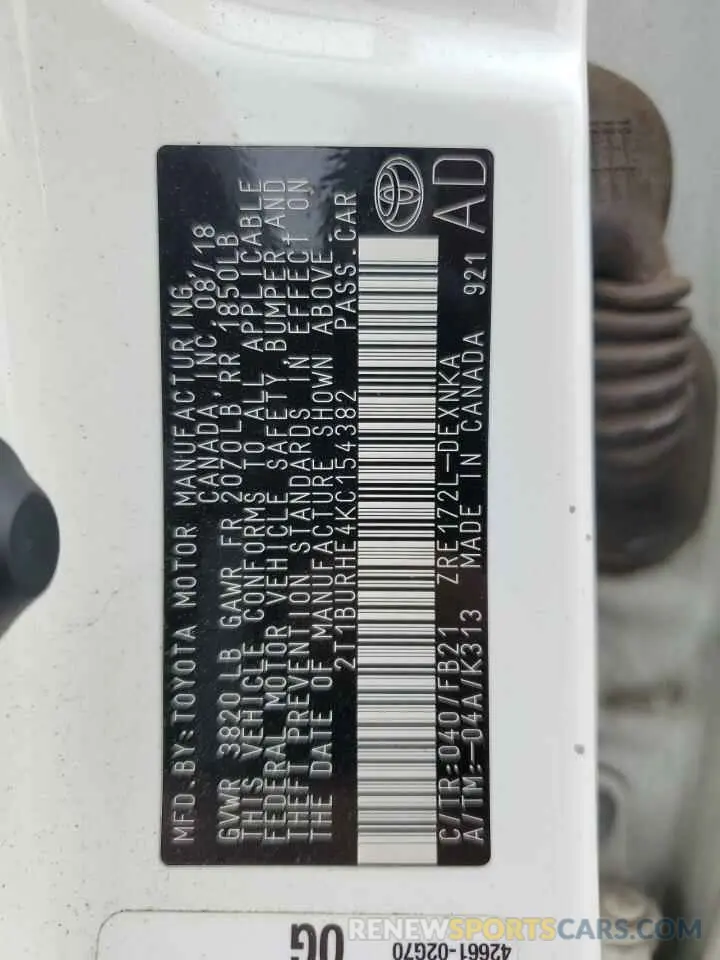 MFD.BY:TOYOTA MOTOR MANUFACTURING,
CANADA, INC. 08/18
GVWR 3820 LB GAWR FR 2070LB RR 1850LB
THIS VEHICLE CONFORMS TO ALL APPLICABLE
FEDERAL MOTOR VEHICLE SAFETY, BUMPER, AND
THEFT PREVENTION STANDARDS IN EFFECT ON
THE DATE OF MANUFACTURE SHOWN ABOVE.
2T1BURHE4KC154382 PASS.CAR
C/TR:040/FB21 ZRE172L-DEXNKA
A/TM:-04A/K313 MADE IN CANADA 921
AD
0G
42661-02G70
RENEWSPORTSCARS.COM